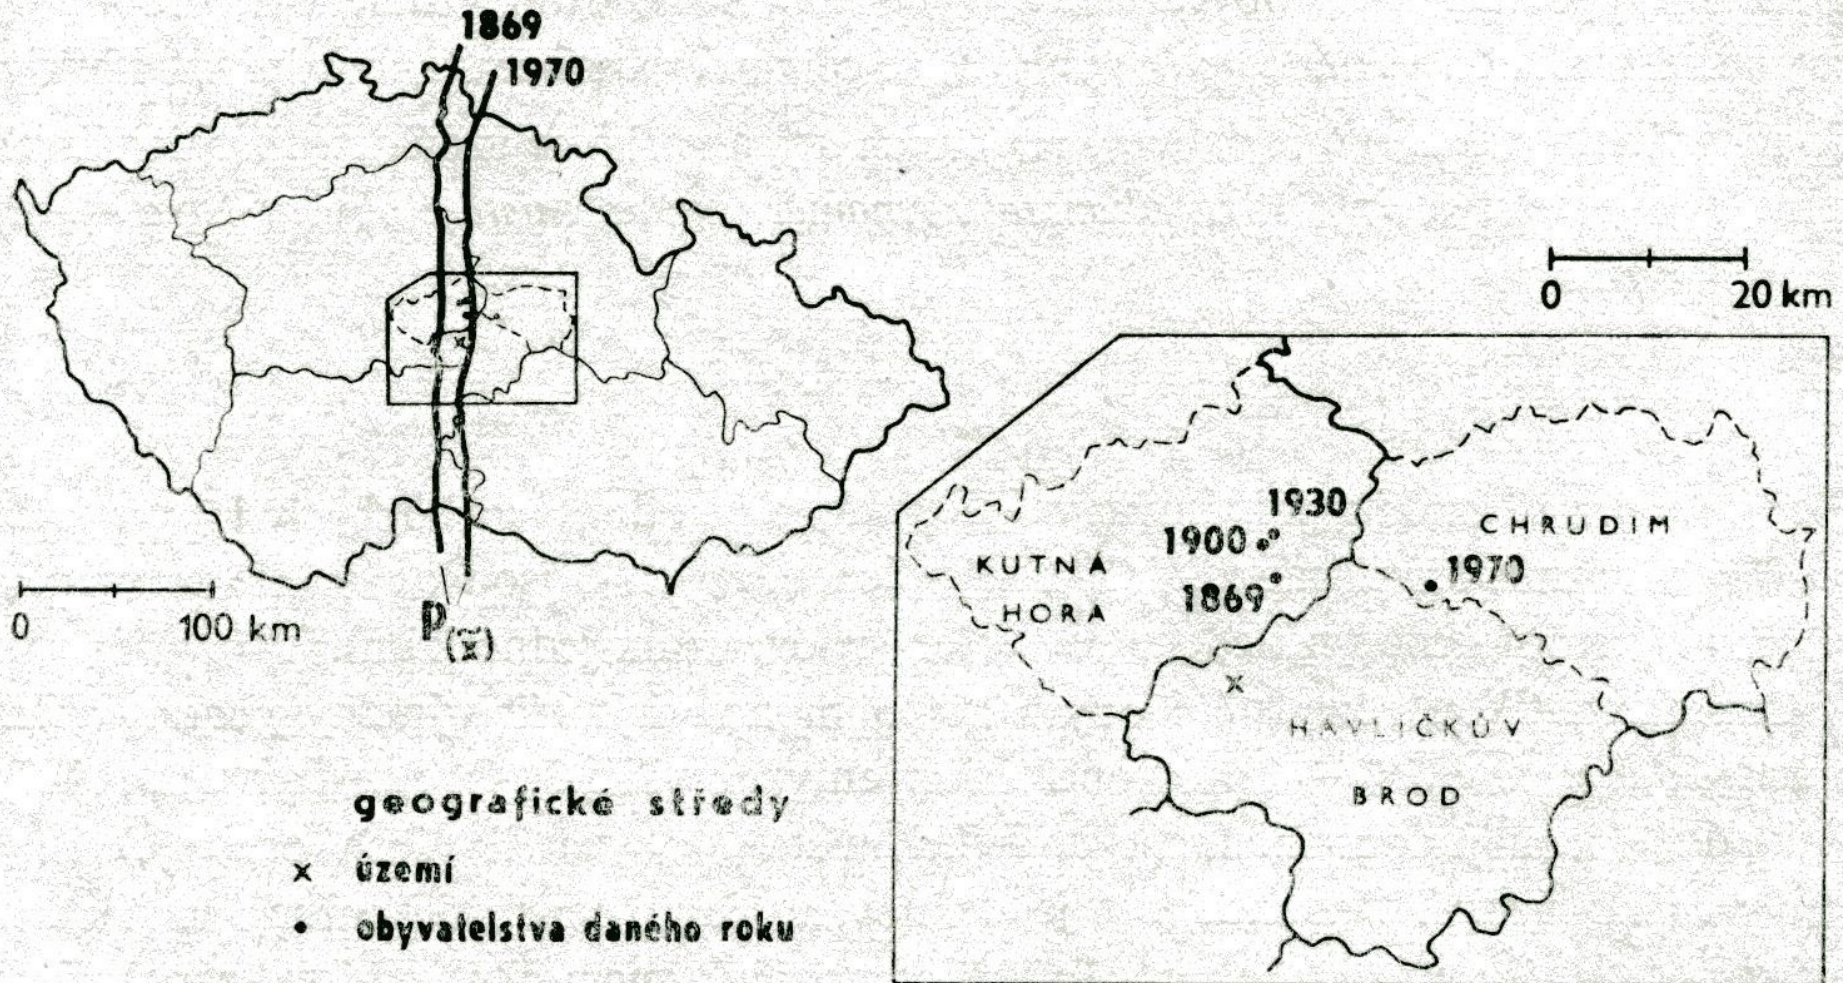 1869
1970
0 100 km
P(x̃)
geografické středy
x území
• obyvatelstva daného roku
0 20 km
1930
1900
1869
1970
KUTNÁ
HORA
CHRUDIM
HAVLÍČKŮV
BROD